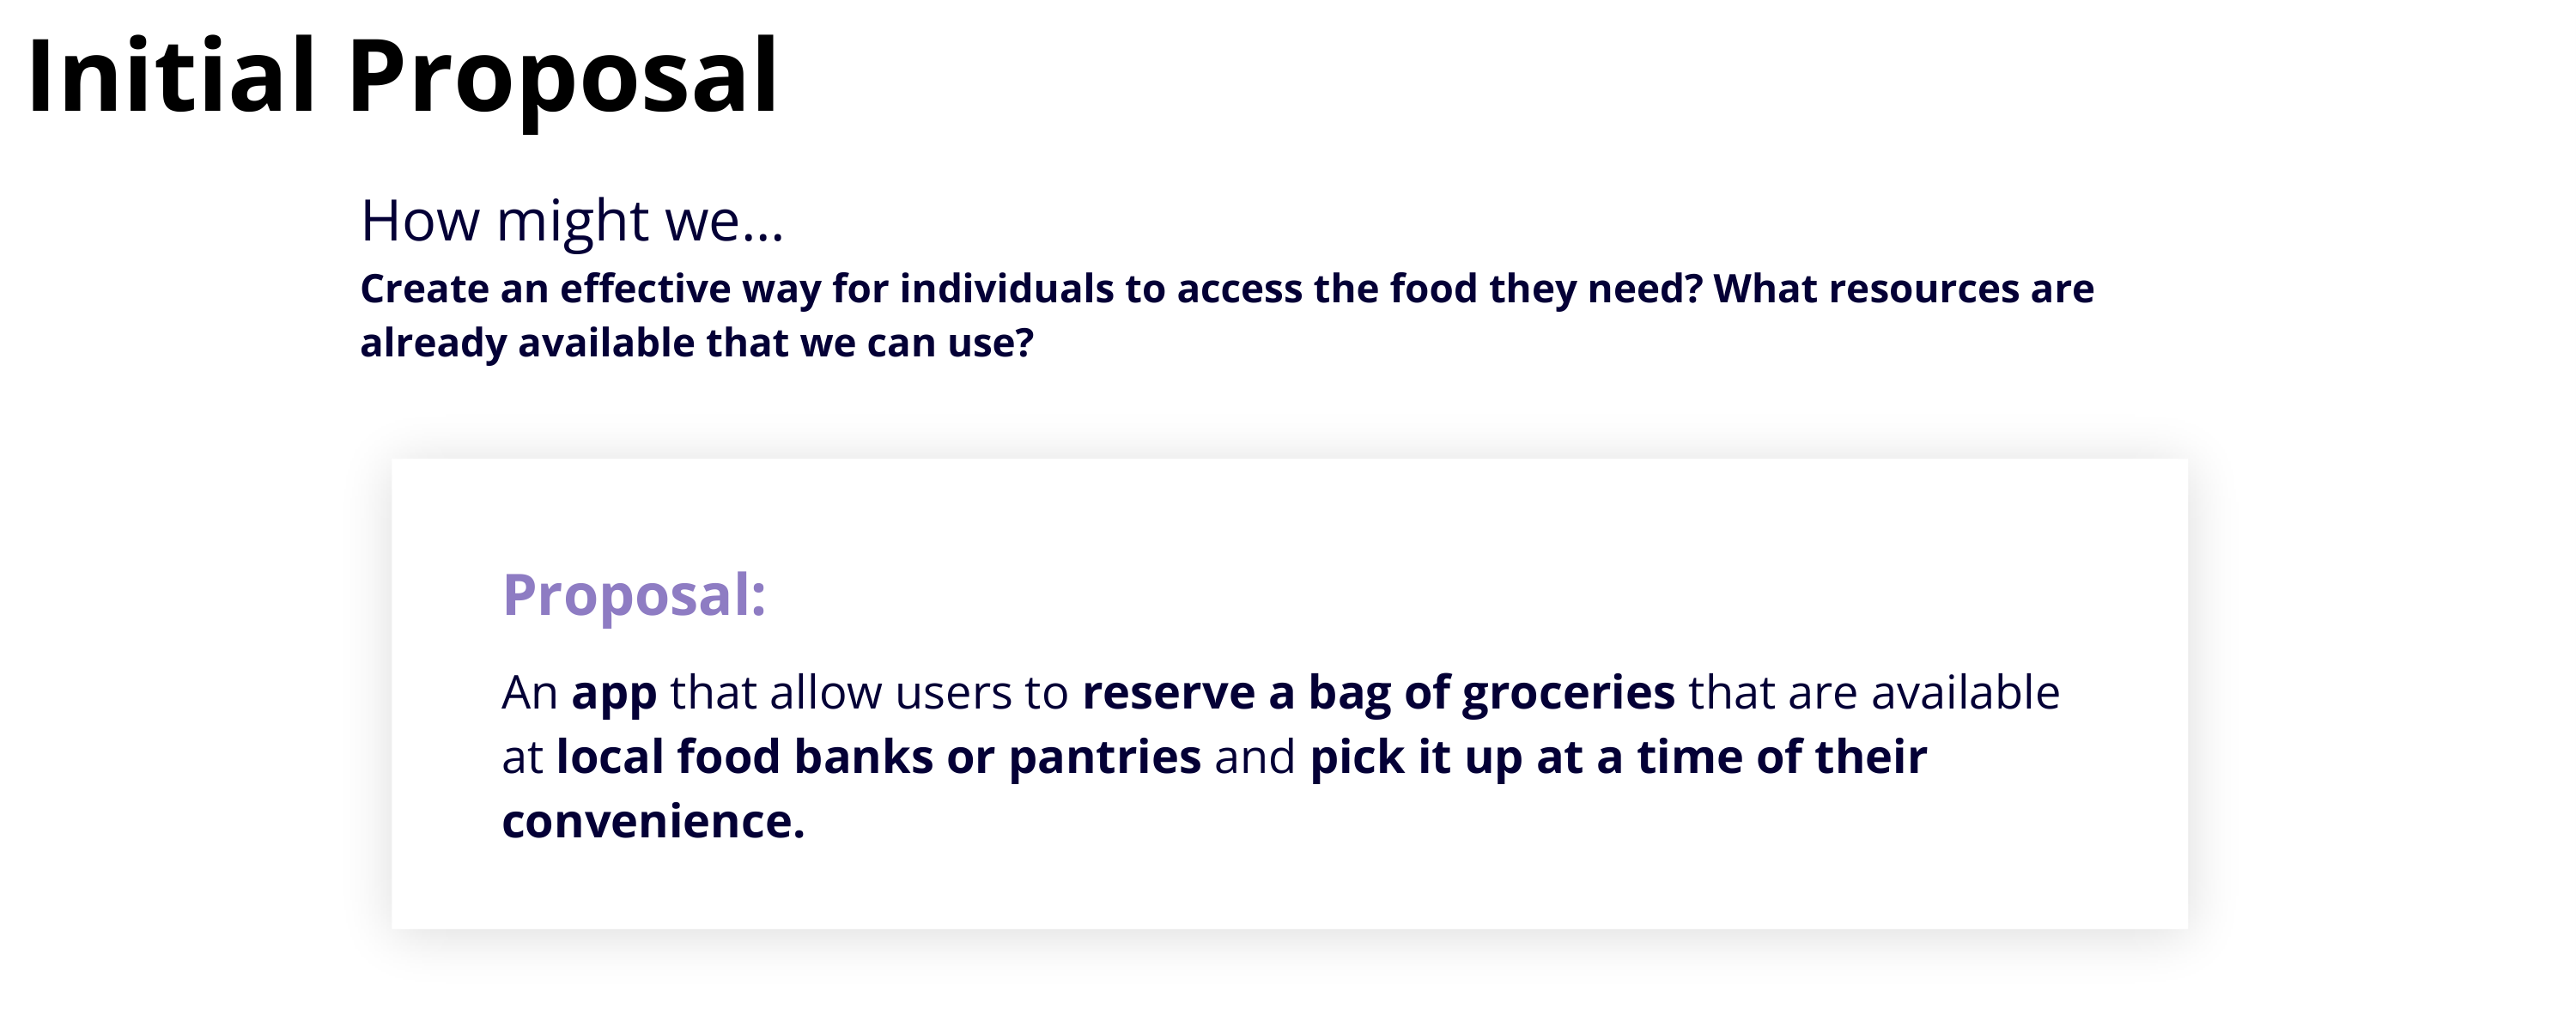 Initial Proposal
How might we...
Create an effective way for individuals to access the food they need? What resources are
already available that we can use?
Proposal:
An app that allow users to reserve a bag of groceries that are available
at local food banks or pantries and pick it up at a time of their
convenience.